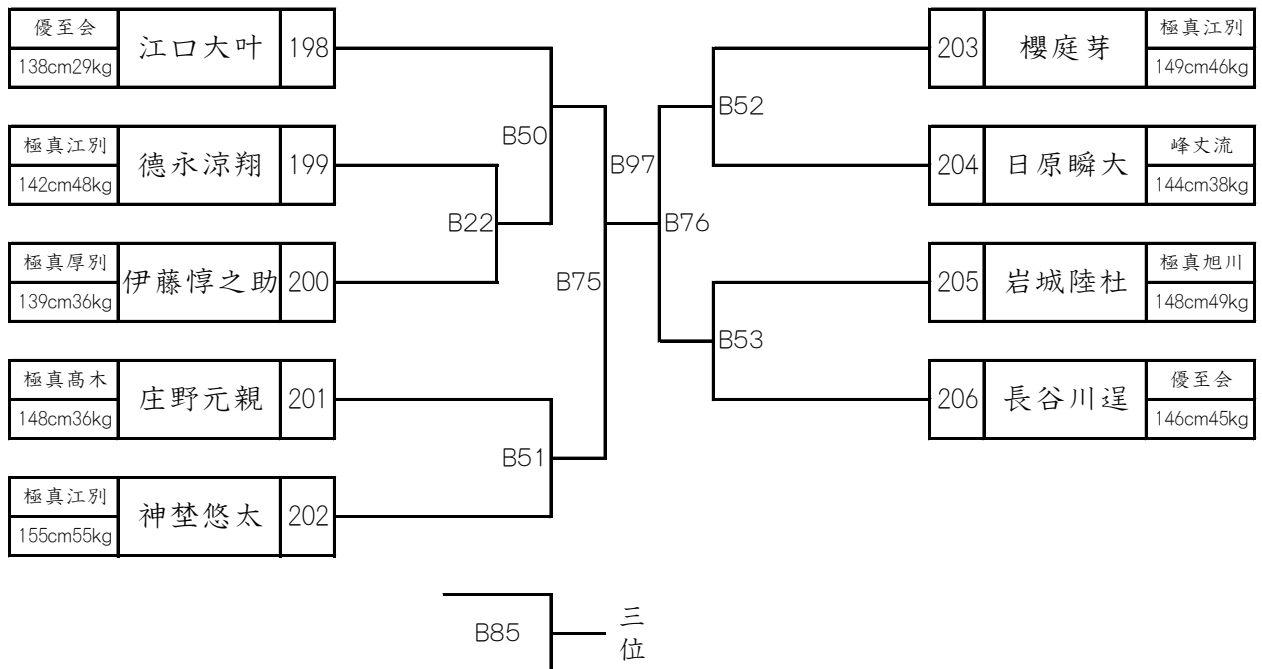 優至会
138cm29kg
江口大叶
198
極真江別
142cm48kg
德永涼翔
199
極真厚別
139cm36kg
伊藤惇之助
200
極真髙木
148cm36kg
庄野元親
201
極真江別
155cm55kg
神埜悠太
202
B22
B50
B51
B75
B97
B76
B52
B53
203
櫻庭芽
極真江別
149cm46kg
204
日原瞬大
峰丈流
144cm38kg
205
岩城陸杜
極真旭川
148cm49kg
206
長谷川逞
優至会
146cm45kg
B85
三
位